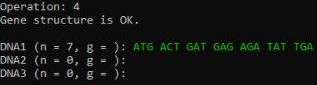 Operation: 4
Gene structure is OK.
DNA1 (n = 7, g = ): ATG ACT GAT GAG AGA TAT TGA
DNA2 (n = 0, g = ):
DNA3 (n = 0, g = ):